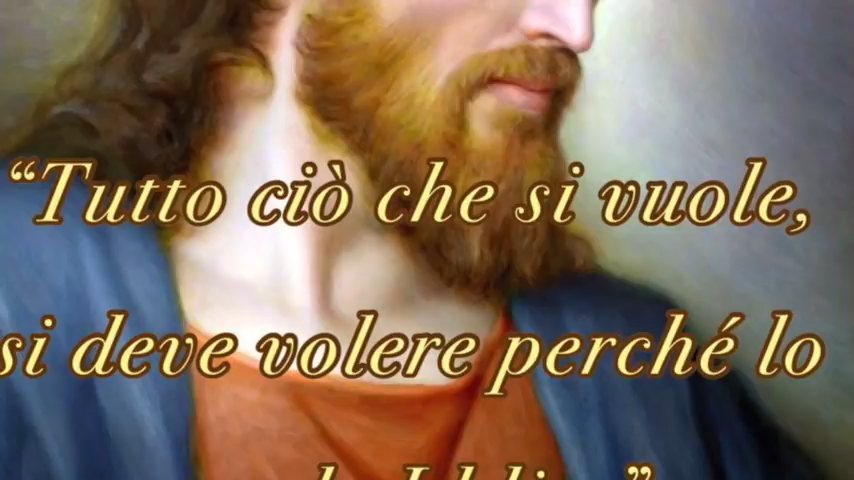 “Tutto ciò che si vuole,
si deve volere perché lo